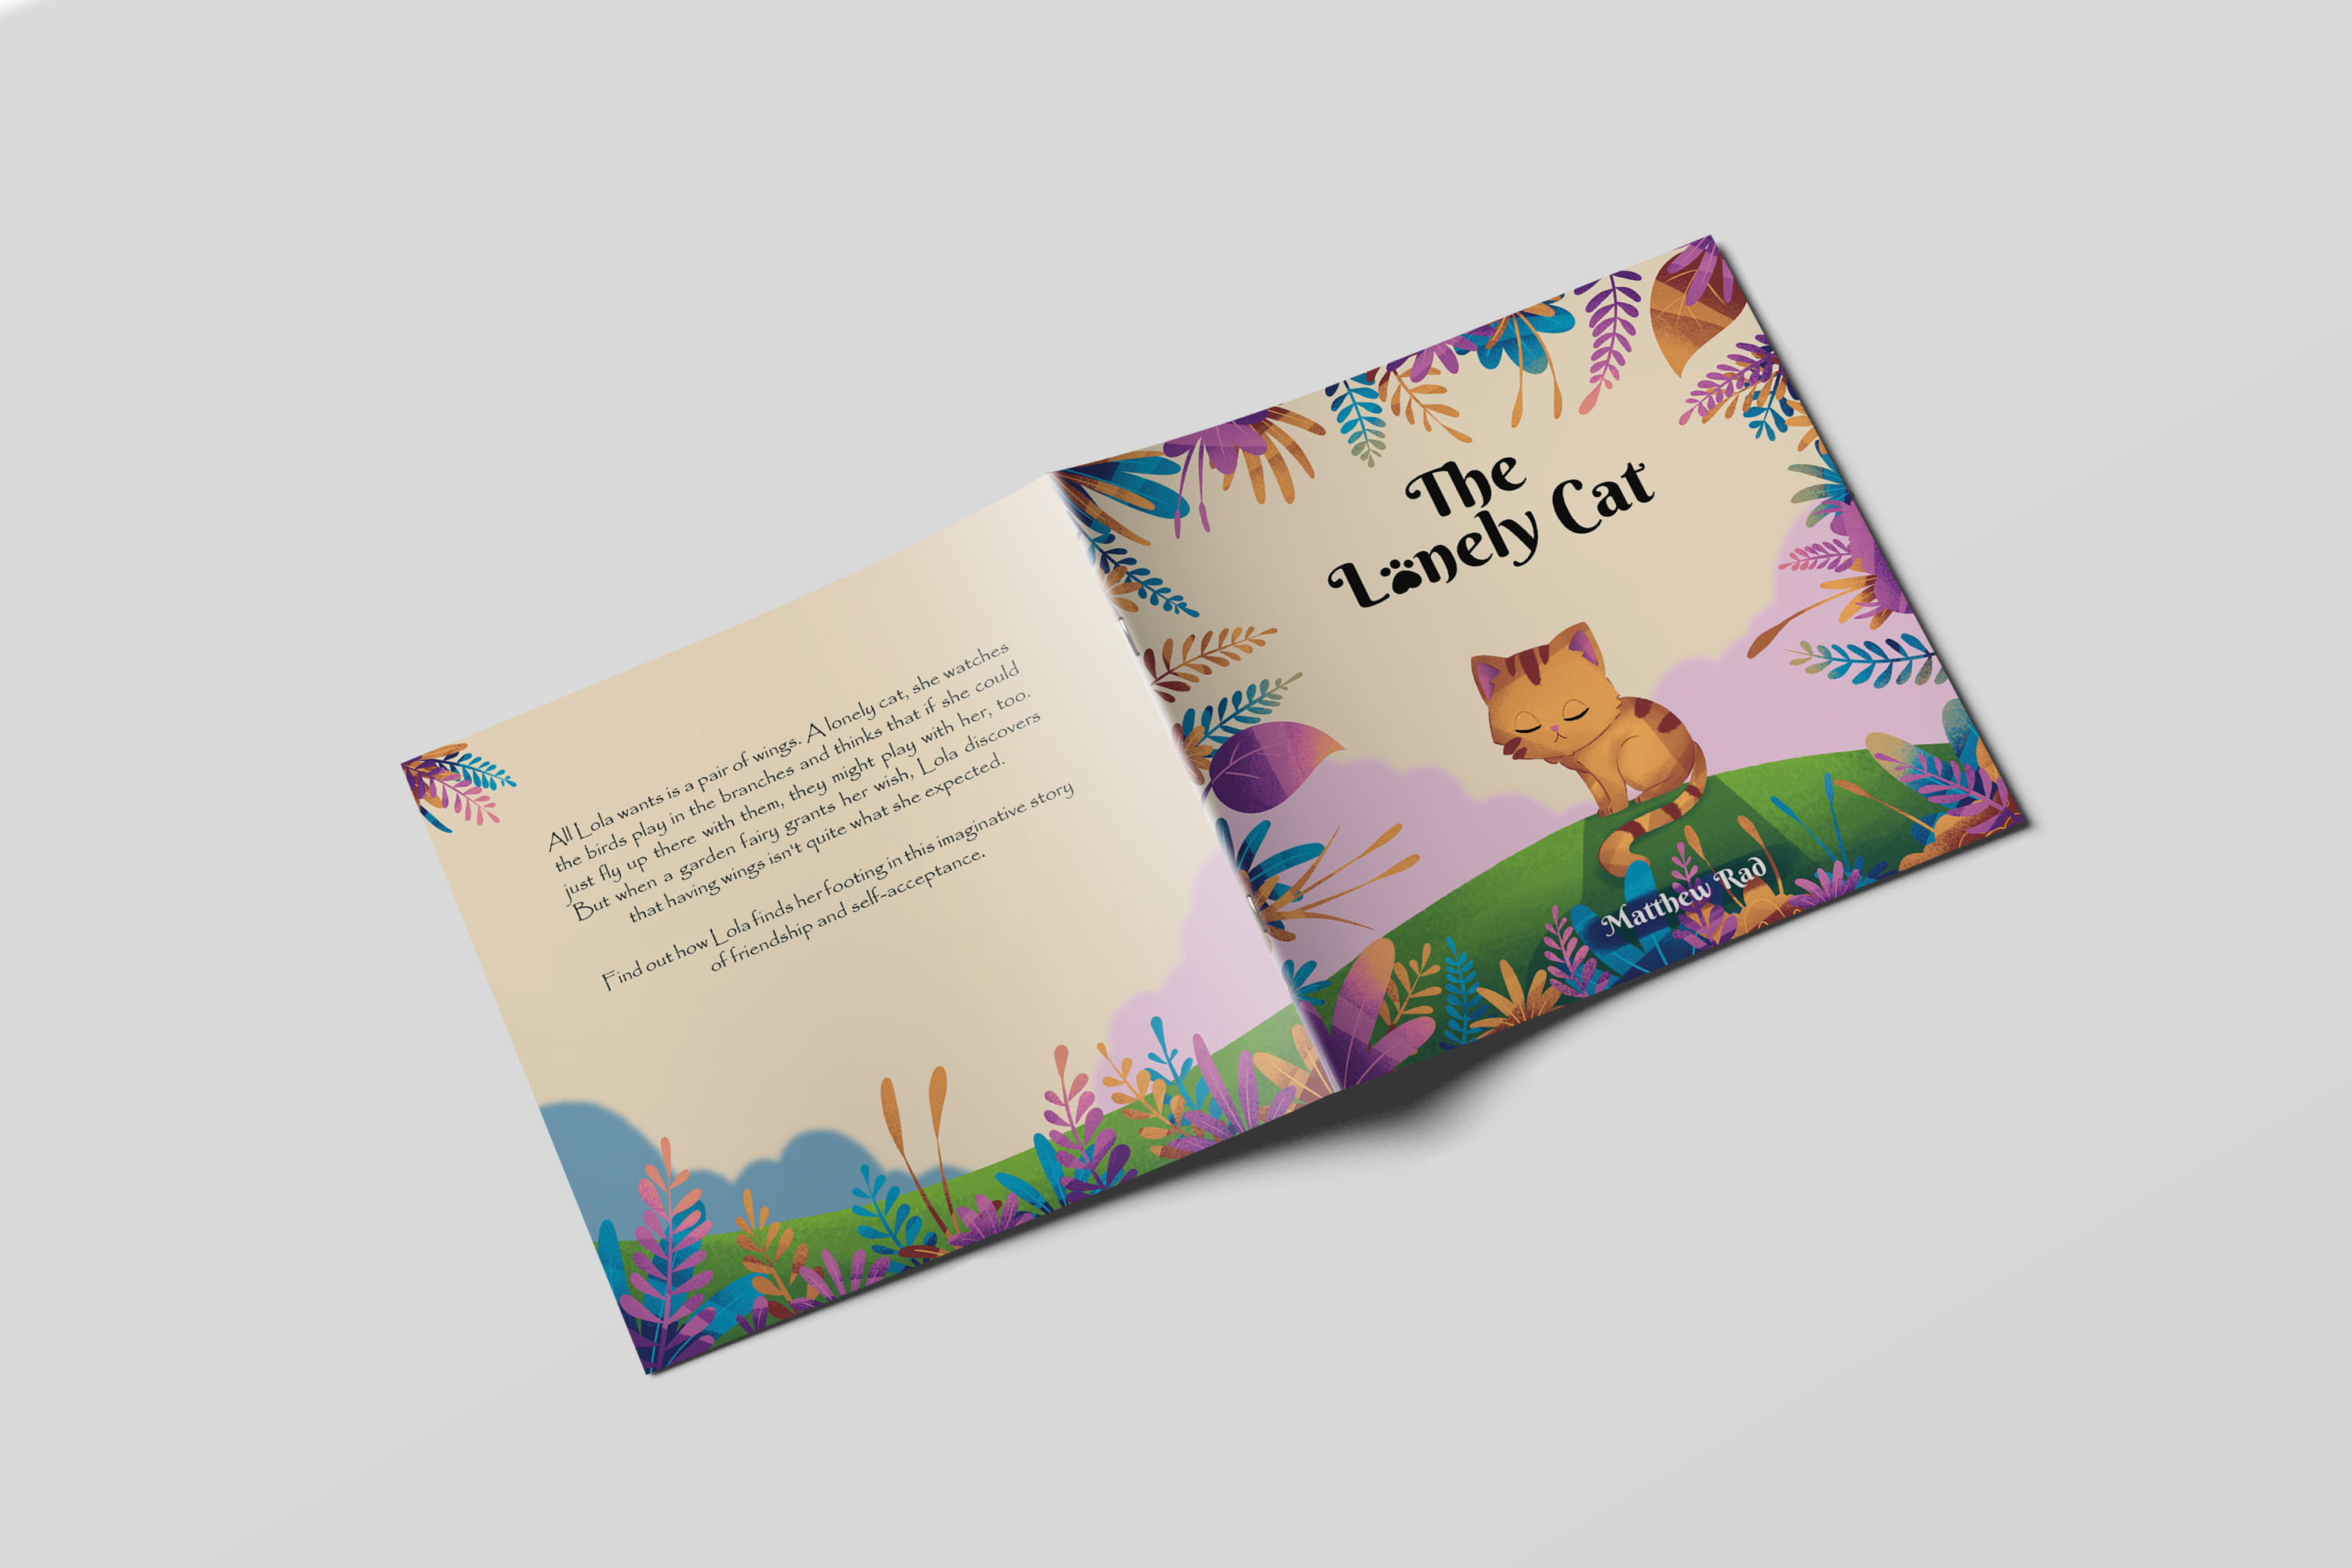 All Lola wants is a pair of wings. A lonely cat, she watches
the birds play in the branches and thinks that if she could
just fly up there with them, they might play with her, too.
But when a garden fairy grants her wish, Lola discovers
that having wings isn't quite what she expected.
Find out how Lola finds her footing in this imaginative story
of friendship and self-acceptance.
The
Lonely Cat
Matthew Rad